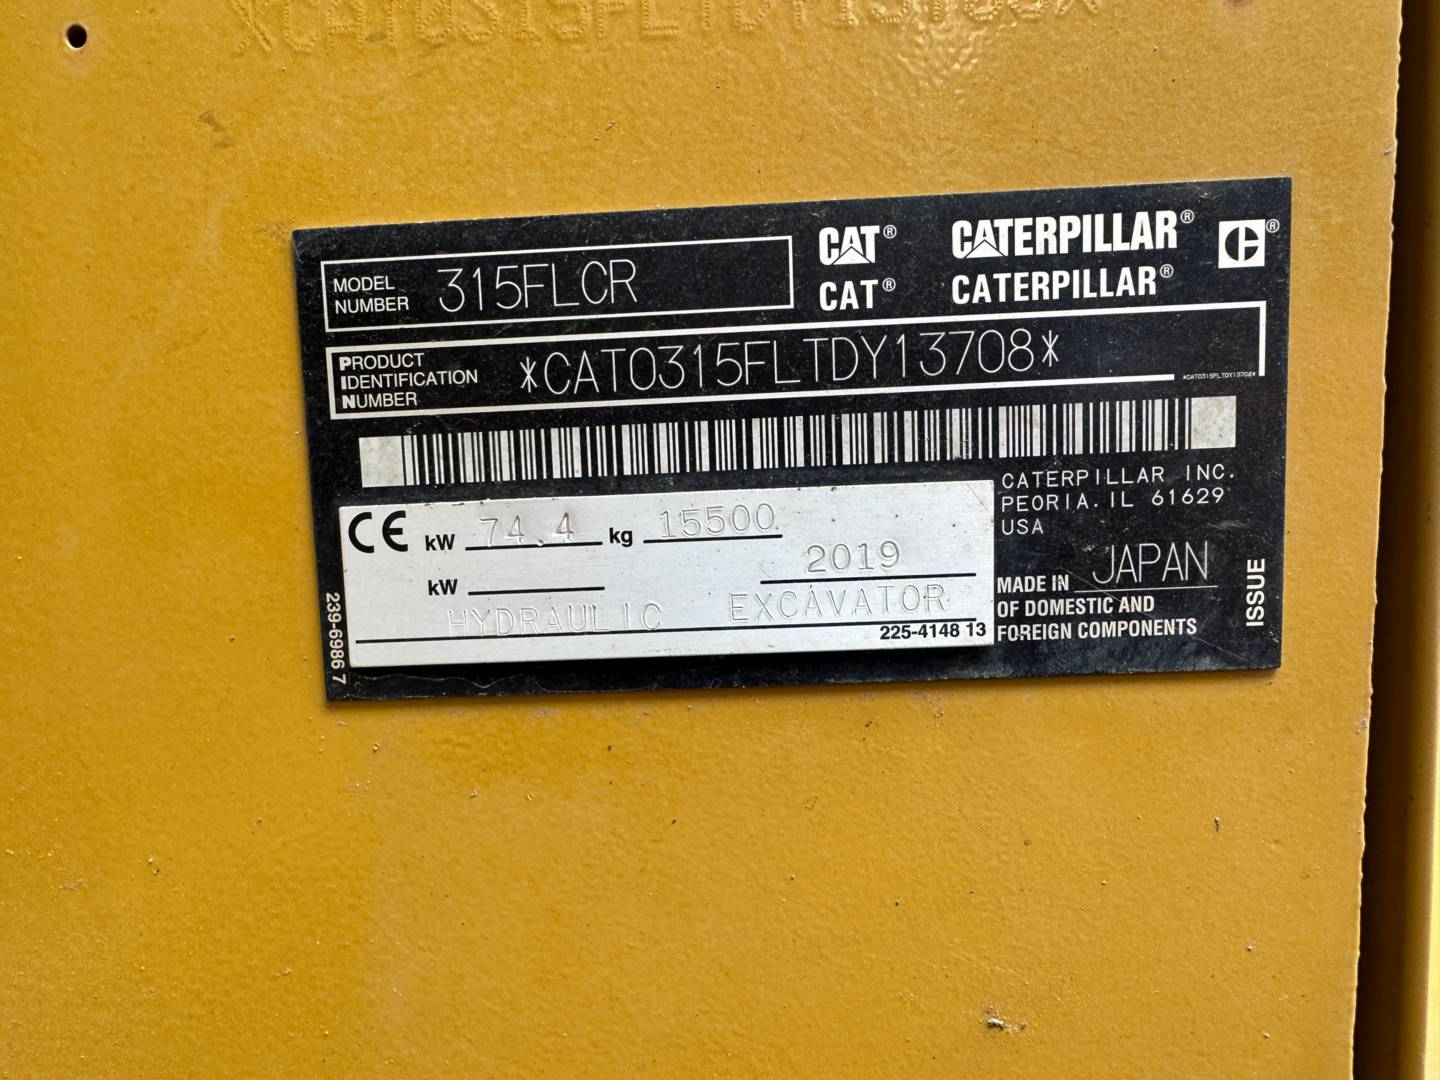 *CAT0315FLTDY13708*
MODEL NUMBER 315FLCR
CAT® CATERPILLAR®
CAT® CATERPILLAR®
PRODUCT IDENTIFICATION NUMBER *CAT0315FLTDY13708*
*CAT0315FLTDY13708*
CE kW 74.4 kg 15500
kW 2019
HYDRAULIC EXCAVATOR
225-4148 13
CATERPILLAR INC.
PEORIA. IL 61629
USA
MADE IN JAPAN
OF DOMESTIC AND
FOREIGN COMPONENTS
ISSUE
239-6986 7